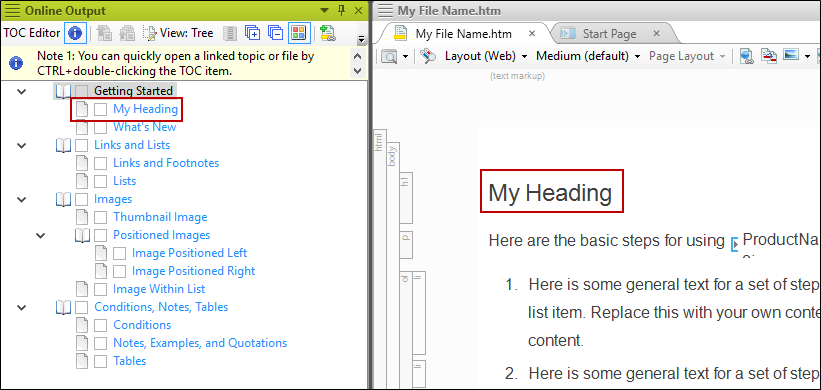 Online Output
TOC Editor
View: Tree
Note 1: You can quickly open a linked topic or file by
CTRL+double-clicking the TOC item.
Getting Started
My Heading
What's New
Links and Lists
Links and Footnotes
Lists
Images
Thumbnail Image
Positioned Images
Image Positioned Left
Image Positioned Right
Image Within List
Conditions, Notes, Tables
Conditions
Notes, Examples, and Quotations
Tables
My File Name.htm
My File Name.htm
Start Page
Layout (Web)
Medium (default)
Page Layout
(text markup)
html
body
h1
p
ol
li
li
My Heading
Here are the basic steps for using ProductNa
1. Here is some general text for a set of step
list item. Replace this with your own conte
content.
2. Here is some general text for a set of step